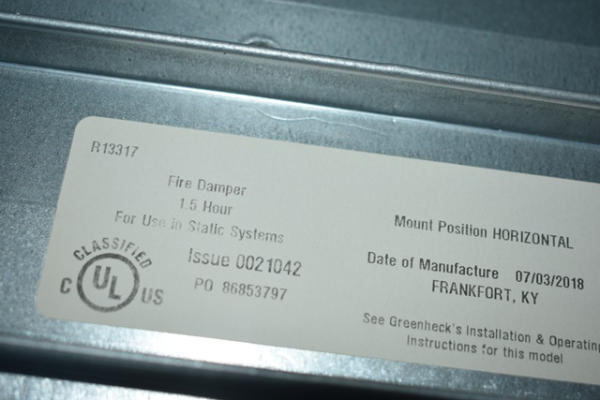 R13317
Fire Damper
1.5 Hour
For Use in Static Systems
CLASSIFIED
C UL US
Issue 0021042
PO 86853797
Mount Position HORIZONTAL
Date of Manufacture 07/03/2018
FRANKFORT, KY
See Greenheck's Installation & Operating
Instructions for this model